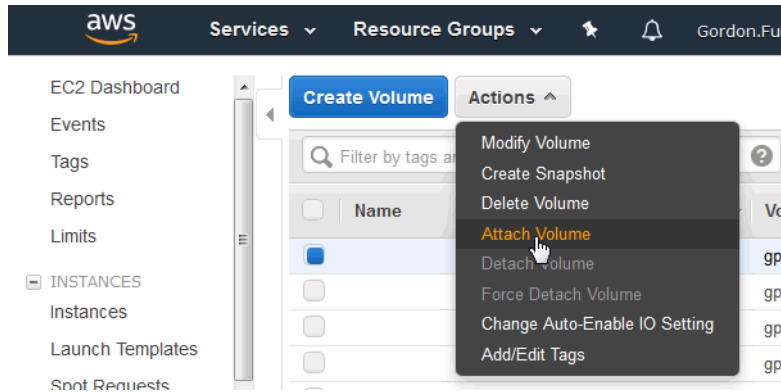 aws
Services Resource Groups Gordon.Fu
EC2 Dashboard
Events
Tags
Reports
Limits
INSTANCES
Instances
Launch Templates
Spot Requests
Create Volume Actions
Filter by tags a
Name Vo
Modify Volume
Create Snapshot
Delete Volume
Attach Volume
Detach Volume
Force Detach Volume
Change Auto-Enable IO Setting
Add/Edit Tags
gp
gp
gp
gp